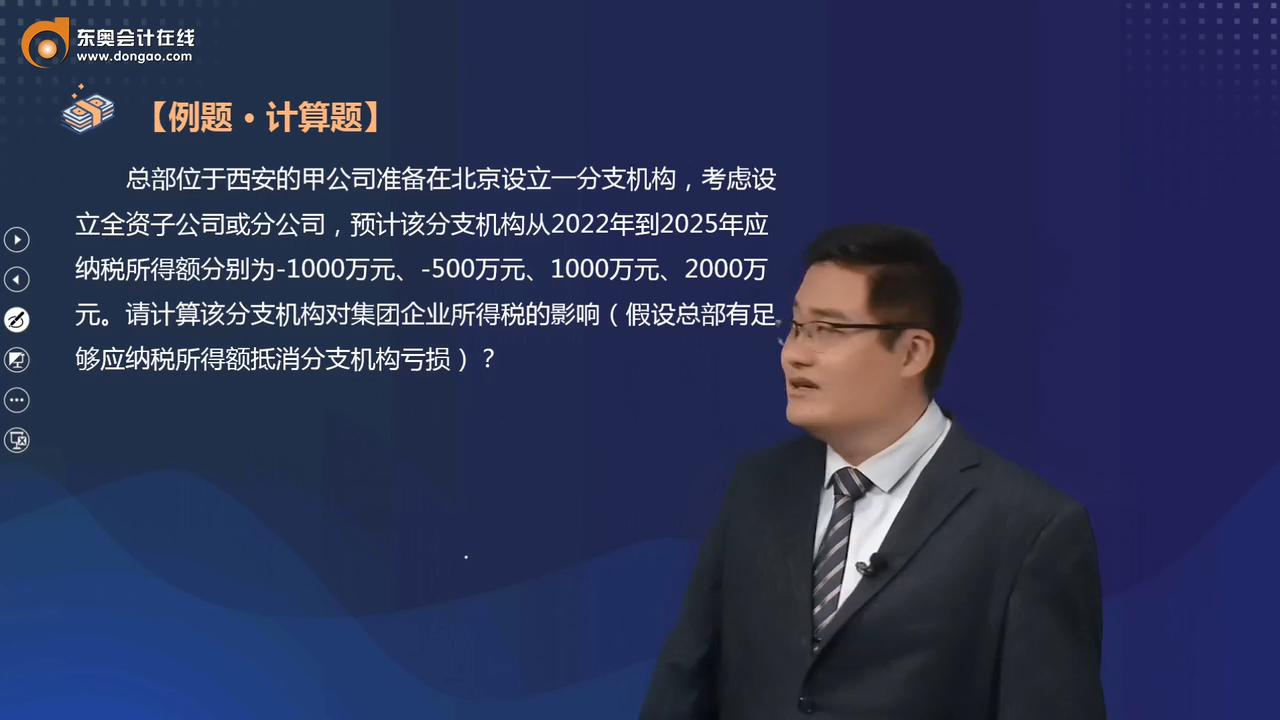 东奥会计在线
www.dongao.com
【例题·计算题】
总部位于西安的甲公司准备在北京设立一分支机构，考虑设
立全资子公司或分公司，预计该分支机构从2022年到2025年应
纳税所得额分别为-1000万元、-500万元、1000万元、2000万
元。请计算该分支机构对集团企业所得税的影响（假设总部有足
够应纳税所得额抵消分支机构亏损）？